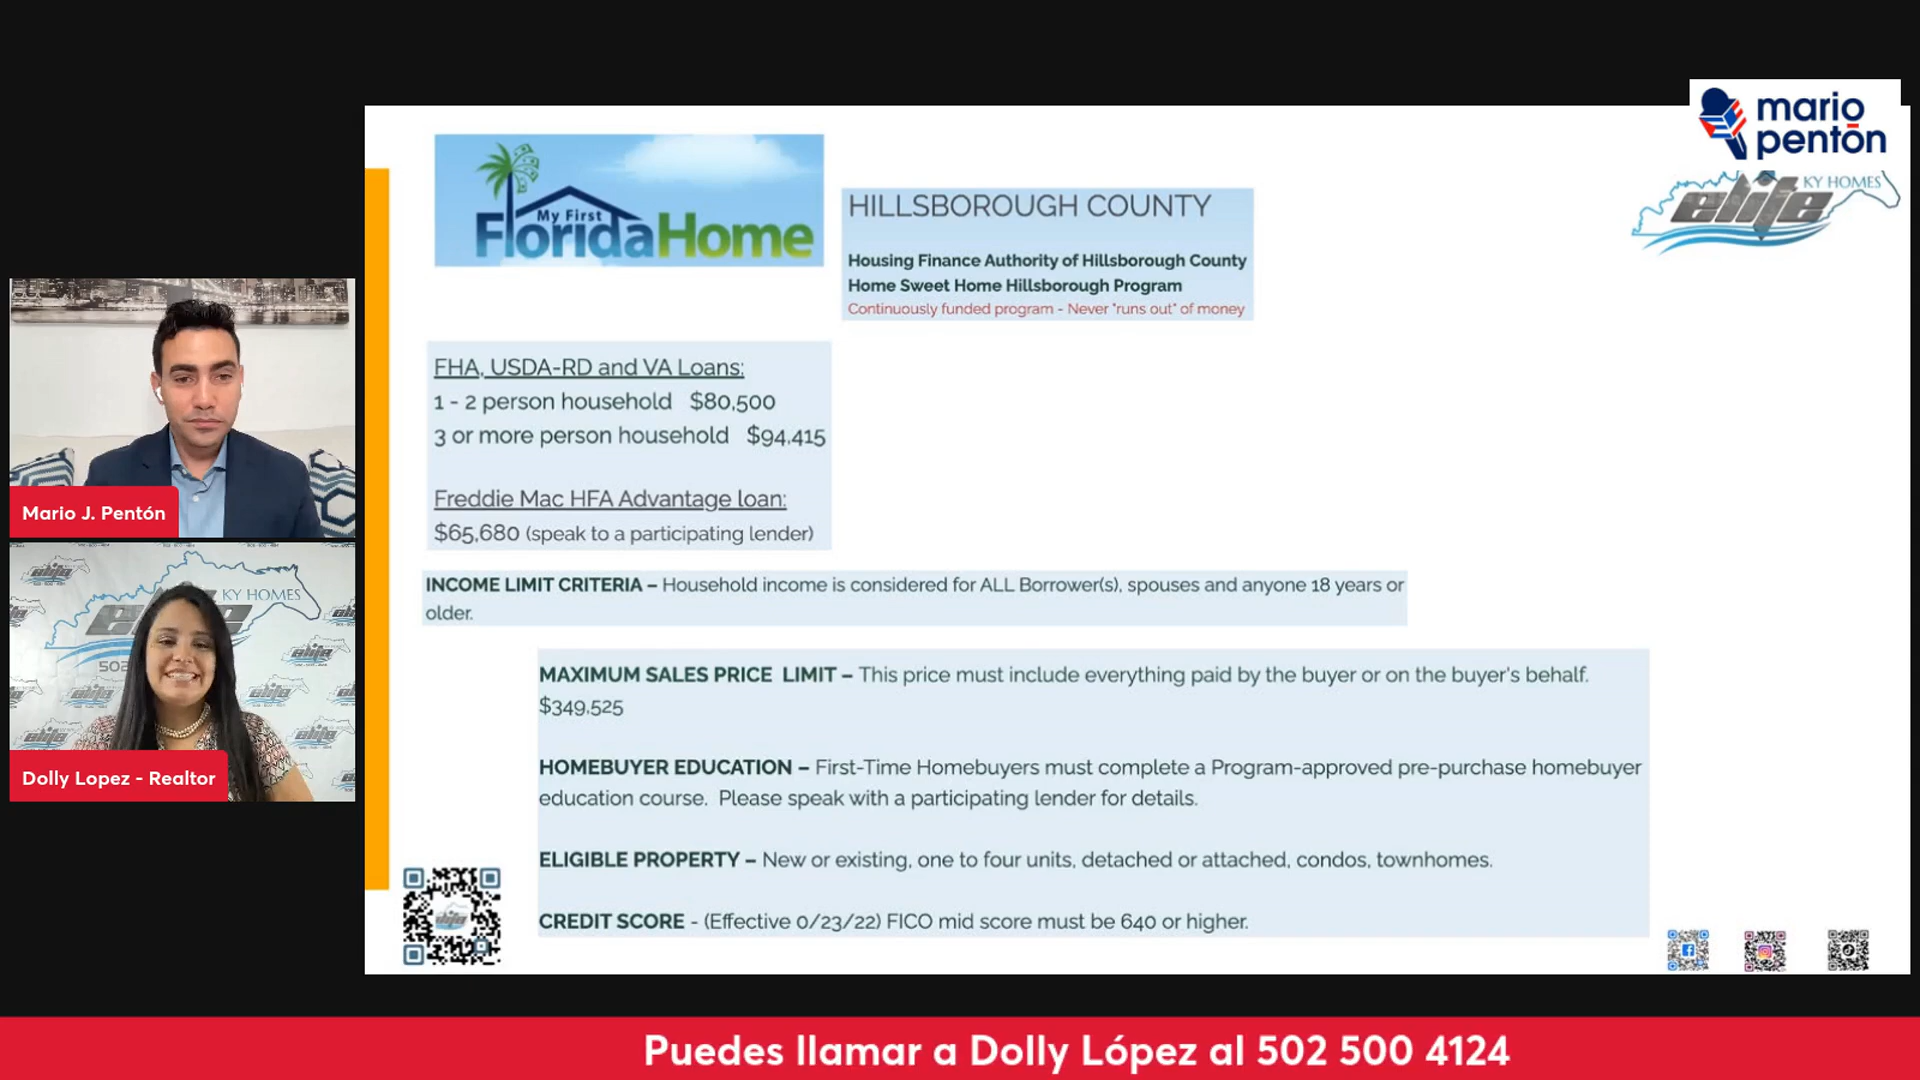 mario
pentón
elife
KY HOMES
My First
FloridaHome
HILLSBOROUGH COUNTY
Housing Finance Authority of Hillsborough County
Home Sweet Home Hillsborough Program
Continuously funded program - Never "runs out" of money
FHA, USDA-RD and VA Loans:
1 - 2 person household $80,500
3 or more person household $94,415
Freddie Mac HFA Advantage loan:
$65,680 (speak to a participating lender)
INCOME LIMIT CRITERIA – Household income is considered for ALL Borrower(s), spouses and anyone 18 years or
older.
MAXIMUM SALES PRICE LIMIT – This price must include everything paid by the buyer or on the buyer's behalf.
$349,525
HOMEBUYER EDUCATION – First-Time Homebuyers must complete a Program-approved pre-purchase homebuyer
education course. Please speak with a participating lender for details.
ELIGIBLE PROPERTY – New or existing, one to four units, detached or attached, condos, townhomes.
CREDIT SCORE - (Effective 0/23/22) FICO mid score must be 640 or higher.
Mario J. Pentón
KY HOMES
502
Dolly Lopez - Realtor
Puedes llamar a Dolly López al 502 500 4124